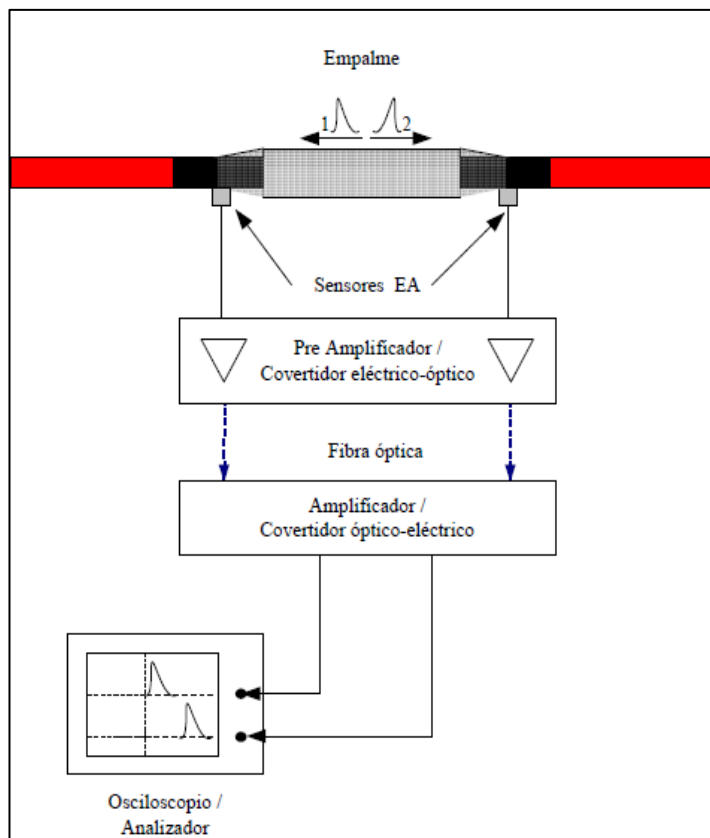 Empalme
1 2
Sensores EA
Pre Amplificador /
Covertidor eléctrico-óptico
Fibra óptica
Amplificador /
Covertidor óptico-eléctrico
Osciloscopio /
Analizador